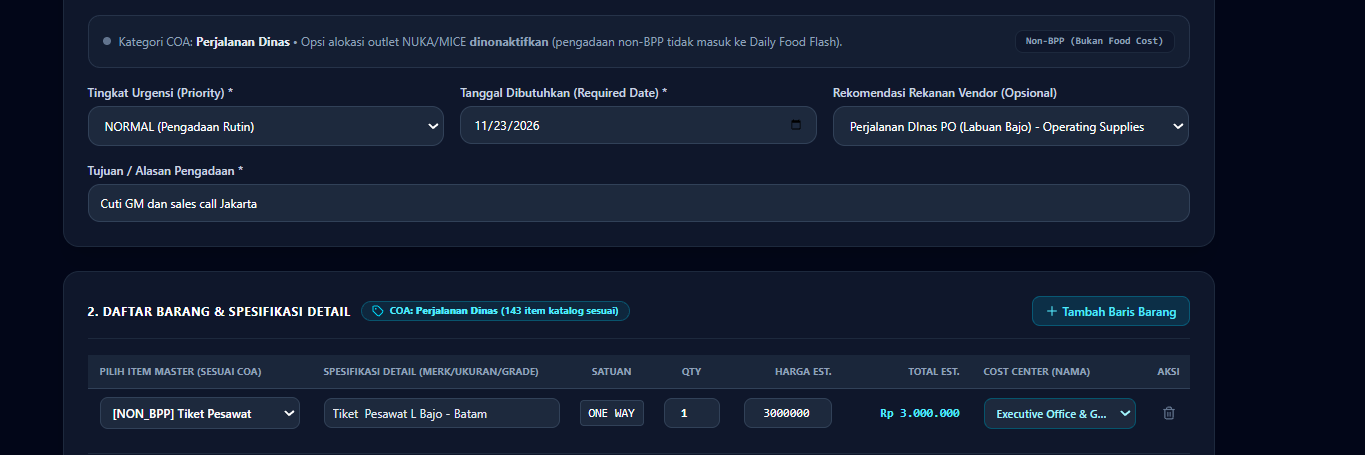 Kategori COA: Perjalanan Dinas • Opsi alokasi outlet NUKA/MICE dinonaktifkan (pengadaan non-BPP tidak masuk ke Daily Food Flash).
Non-BPP (Bukan Food Cost)
Tingkat Urgensi (Priority) *
Tanggal Dibutuhkan (Required Date) *
Rekomendasi Rekanan Vendor (Opsional)
NORMAL (Pengadaan Rutin)
11/23/2026
Perjalanan DInas PO (Labuan Bajo) - Operating Supplies
Tujuan / Alasan Pengadaan *
Cuti GM dan sales call Jakarta
2. DAFTAR BARANG & SPESIFIKASI DETAIL
COA: Perjalanan Dinas (143 item katalog sesuai)
+ Tambah Baris Barang
PILIH ITEM MASTER (SESUAI COA)
SPESIFIKASI DETAIL (MERK/UKURAN/GRADE)
SATUAN
QTY
HARGA EST.
TOTAL EST.
COST CENTER (NAMA)
AKSI
[NON_BPP] Tiket Pesawat
Tiket  Pesawat L Bajo - Batam
ONE WAY
1
3000000
Rp 3.000.000
Executive Office & G...